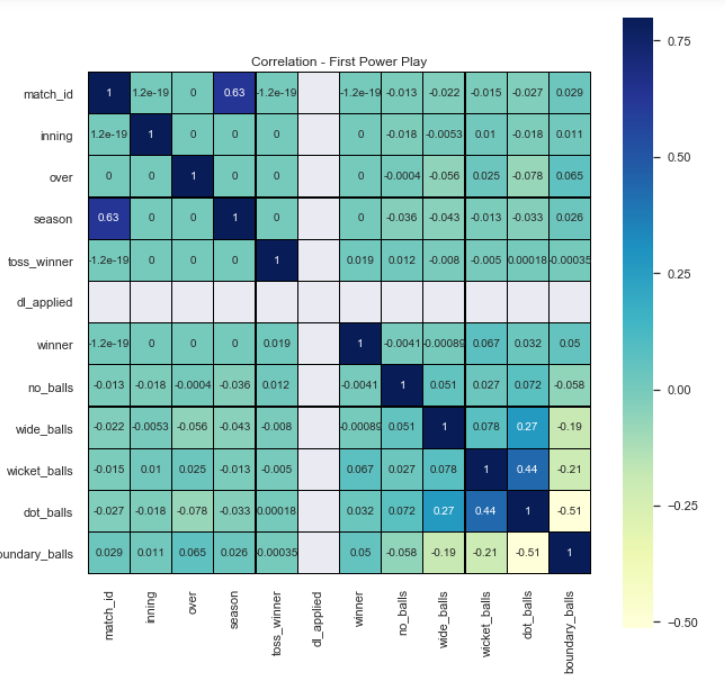 Correlation - First Power Play
match_id 1 1.2e-19 0 0.63 -1.2e-19 -1.2e-19 -0.013 -0.022 -0.015 -0.027 0.029
inning 1.2e-19 1 0 0 0 0 -0.018 -0.0053 0.01 -0.018 0.011
over 0 0 1 0 0 0 -0.0004 -0.056 0.025 -0.078 0.065
season 0.63 0 0 1 0 0 -0.036 -0.043 -0.013 -0.033 0.026
toss_winner -1.2e-19 0 0 0 1 0.019 0.012 -0.008 -0.005 0.00018 -0.00035
dl_applied
winner -1.2e-19 0 0 0 0.019 1 -0.0041 -0.00089 0.067 0.032 0.05
no_balls -0.013 -0.018 -0.0004 -0.036 0.012 -0.0041 1 0.051 0.027 0.072 -0.058
wide_balls -0.022 -0.0053 -0.056 -0.043 -0.008 -0.00089 0.051 1 0.078 0.27 -0.19
wicket_balls -0.015 0.01 0.025 -0.013 -0.005 0.067 0.027 0.078 1 0.44 -0.21
dot_balls -0.027 -0.018 -0.078 -0.033 0.00018 0.032 0.072 0.27 0.44 1 -0.51
oundary_balls 0.029 0.011 0.065 0.026 -0.00035 0.05 -0.058 -0.19 -0.21 -0.51 1
match_id inning over season toss_winner dl_applied winner no_balls wide_balls wicket_balls dot_balls boundary_balls
0.75
0.50
0.25
0.00
-0.25
-0.50